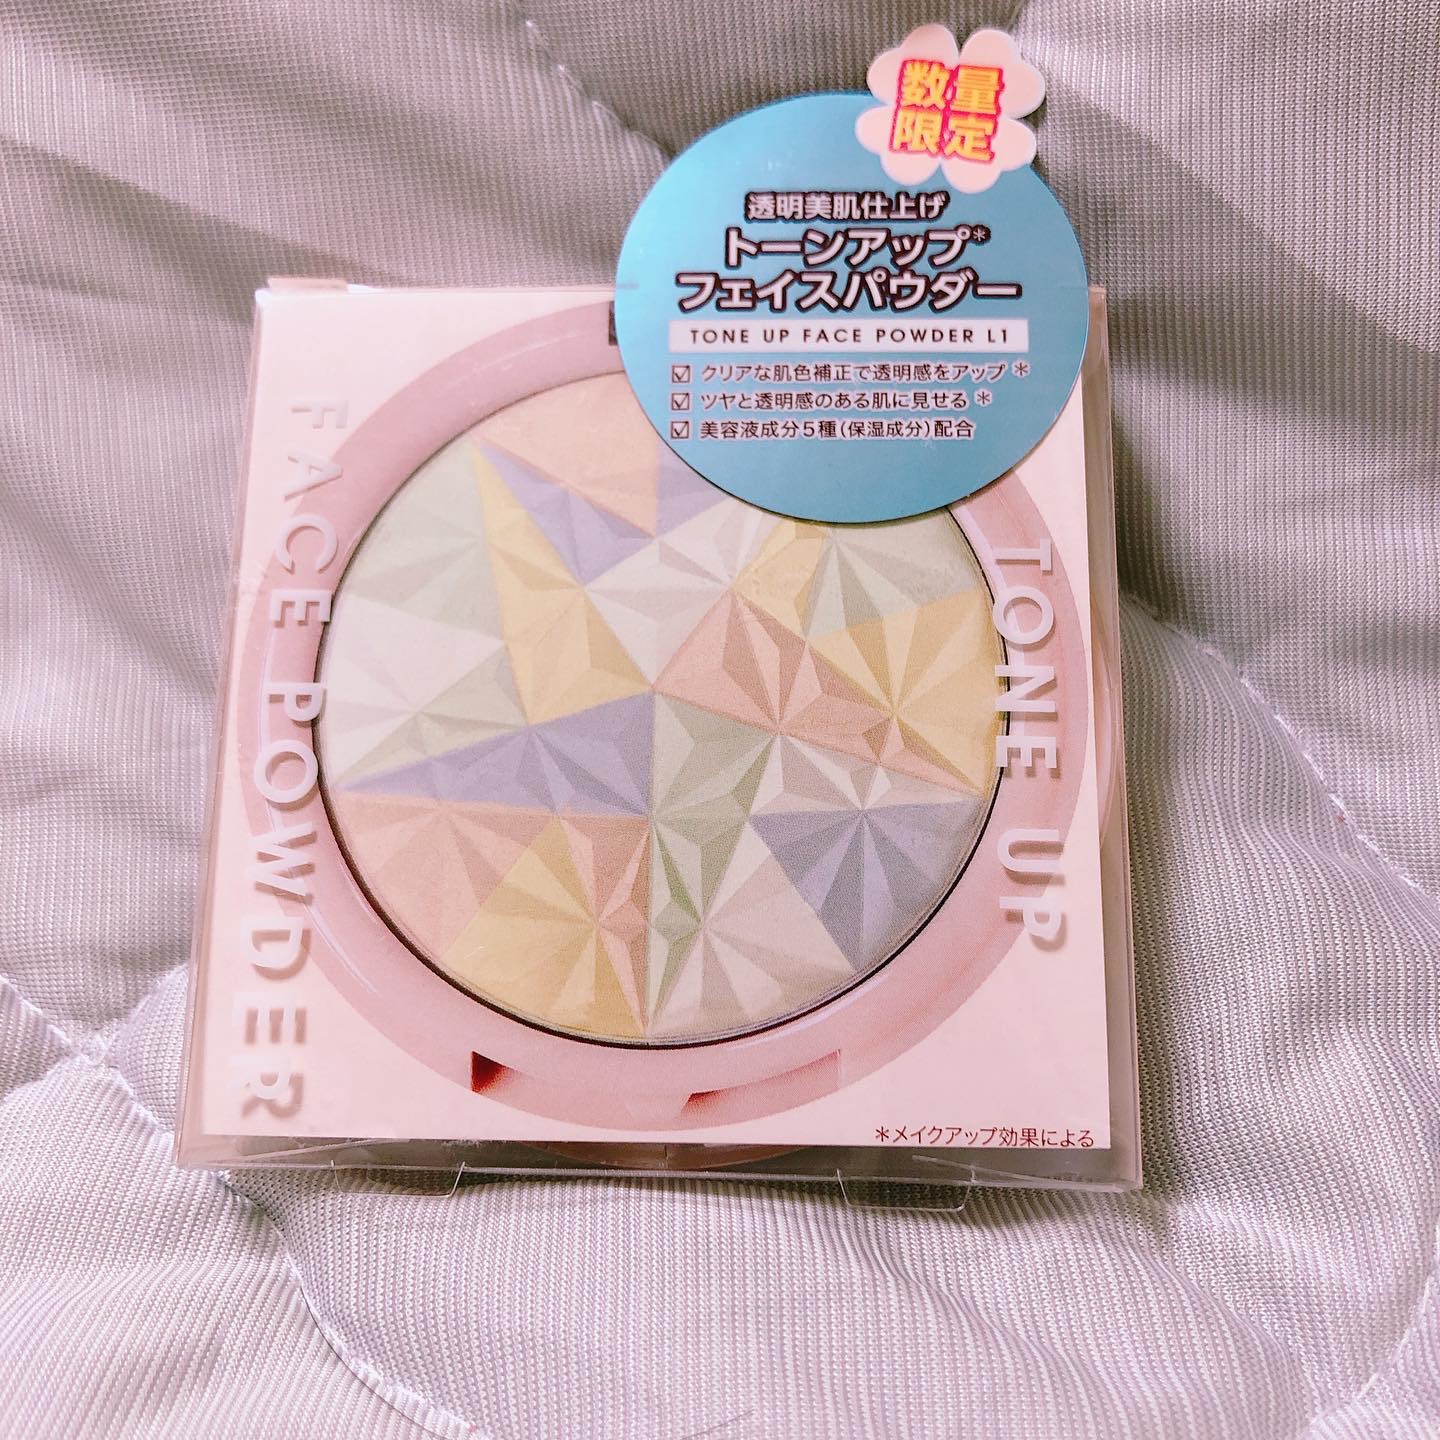 数量
限定
透明美肌仕上げ
トーンアップ*
フェイスパウダー
TONE UP FACE POWDER L1
☑ クリアな肌色補正で透明感をアップ*
☑ ツヤと透明感のある肌に見せる*
☑ 美容液成分5種(保湿成分)配合
FACE POWDER
TONE UP
*メイクアップ効果による